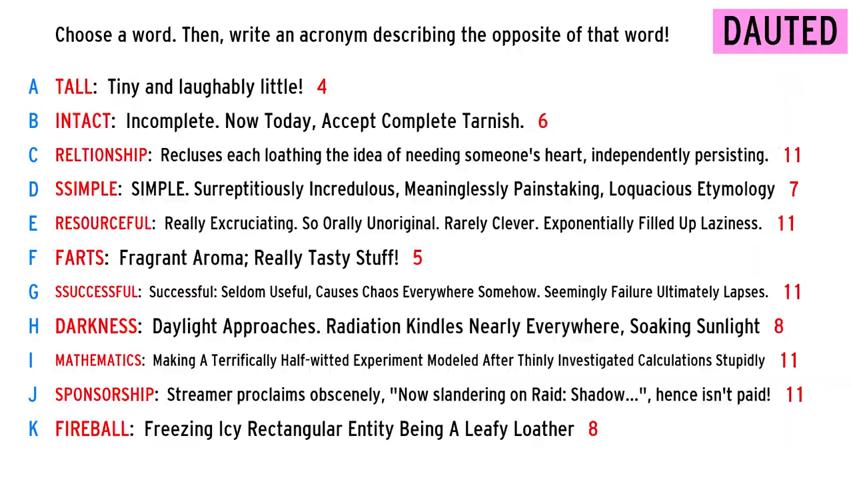 Choose a word. Then, write an acronym describing the opposite of that word!
DAUTED
A TALL: Tiny and laughably little! 4
B INTACT: Incomplete. Now Today, Accept Complete Tarnish. 6
C RELTIONSHIP: Recluses each loathing the idea of needing someone's heart, independently persisting. 11
D SSIMPLE: SIMPLE. Surreptitiously Incredulous, Meaninglessly Painstaking, Loquacious Etymology 7
E RESOURCEFUL: Really Excruciating. So Orally Unoriginal. Rarely Clever. Exponentially Filled Up Laziness. 11
F FARTS: Fragrant Aroma; Really Tasty Stuff! 5
G SSUCCESSFUL: Successful: Seldom Useful, Causes Chaos Everywhere Somehow. Seemingly Failure Ultimately Lapses. 11
H DARKNESS: Daylight Approaches. Radiation Kindles Nearly Everywhere, Soaking Sunlight 8
I MATHEMATICS: Making A Terrifically Half-witted Experiment Modeled After Thinly Investigated Calculations Stupidly 11
J SPONSORSHIP: Streamer proclaims obscenely, "Now slandering on Raid: Shadow...", hence isn't paid! 11
K FIREBALL: Freezing Icy Rectangular Entity Being A Leafy Loather 8